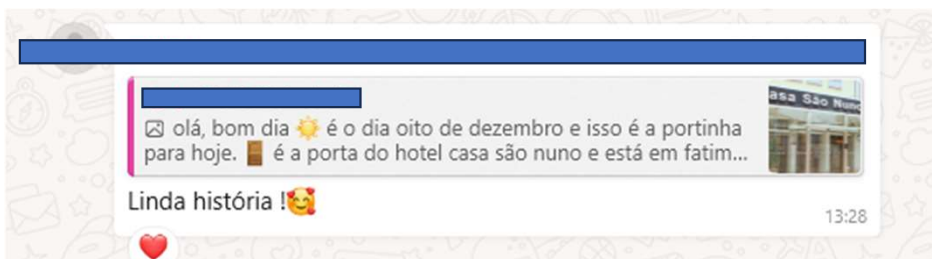 olá, bom dia ☀️ é o dia oito de dezembro e isso é a portinha
para hoje. 🚪 é a porta do hotel casa são nuno e está em fatim...
asa São Nuno
Linda história !🥰
13:28